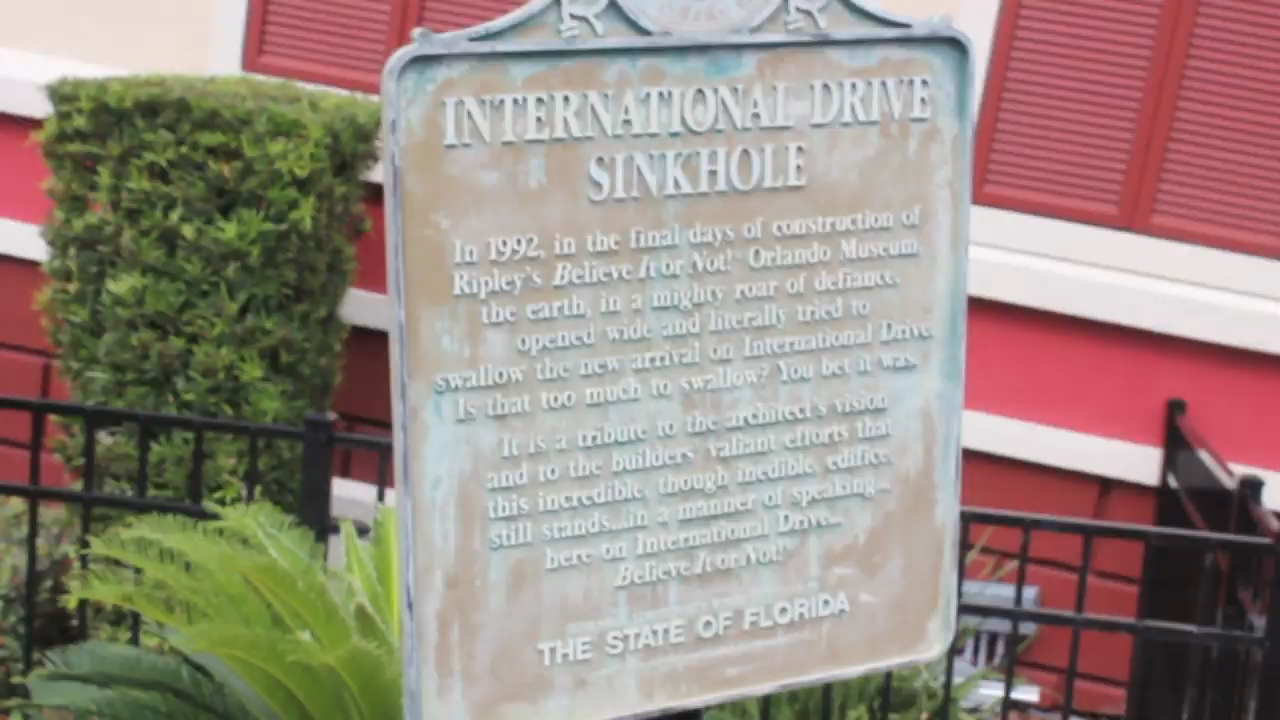 INTERNATIONAL DRIVE
SINKHOLE
In 1992, in the final days of construction of
Ripley's Believe It or Not! Orlando Museum
the earth, in a mighty roar of defiance,
opened wide and literally tried to
swallow the new arrival on International Drive.
Is that too much to swallow? You bet it was.
It is a tribute to the architect's vision
and to the builders' valiant efforts that
this incredible, though inedible, edifice
still stands...in a manner of speaking...
here on International Drive...
Believe It or Not!
THE STATE OF FLORIDA